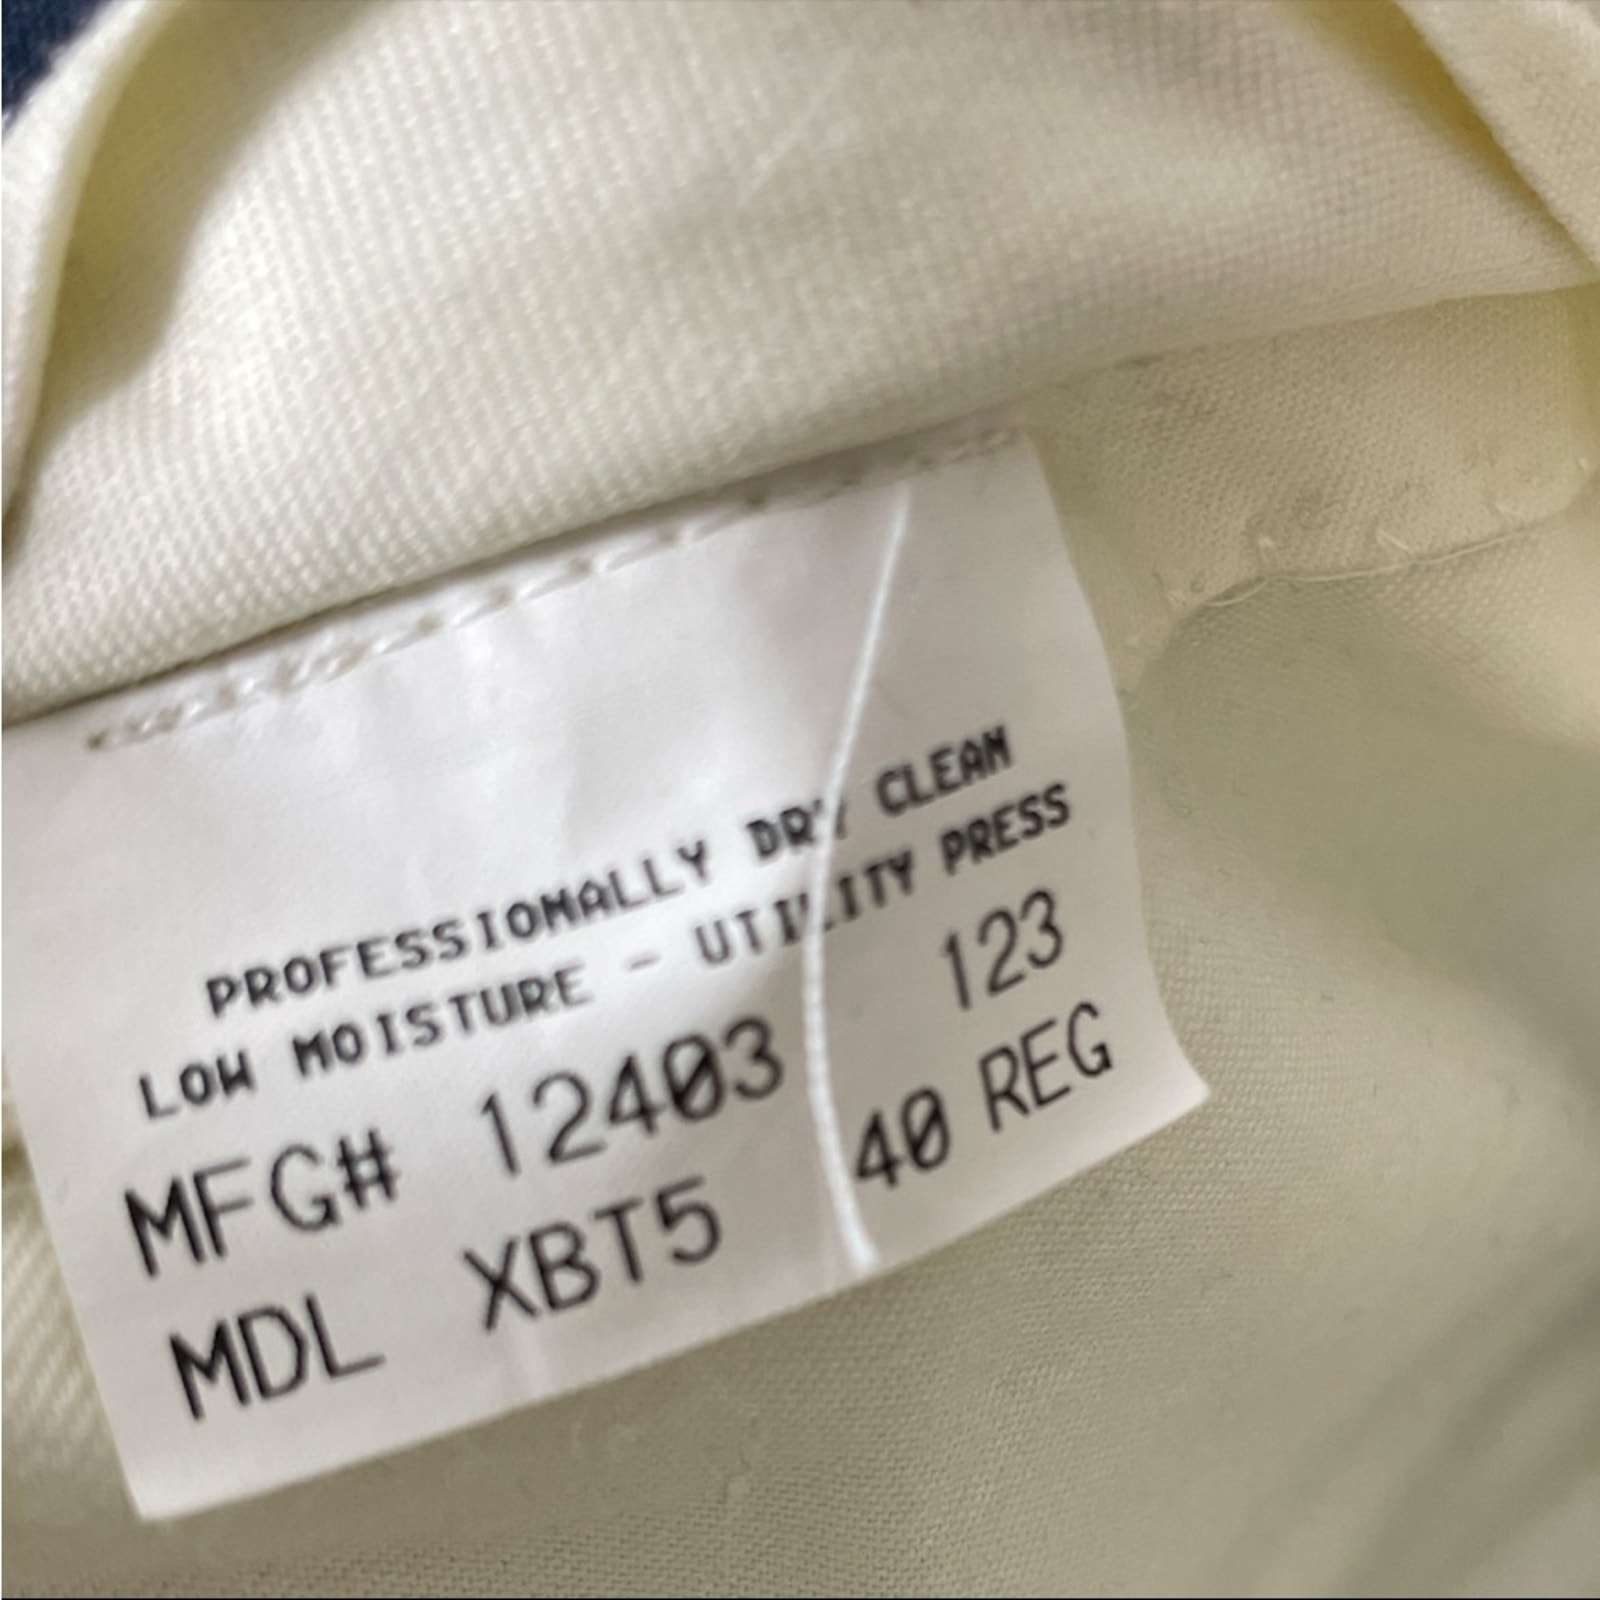 PROFESSIONALLY DRY CLEAN
LOW MOISTURE - UTILITY PRESS
MFG# 12403 123
MDL XBT5 40 REG